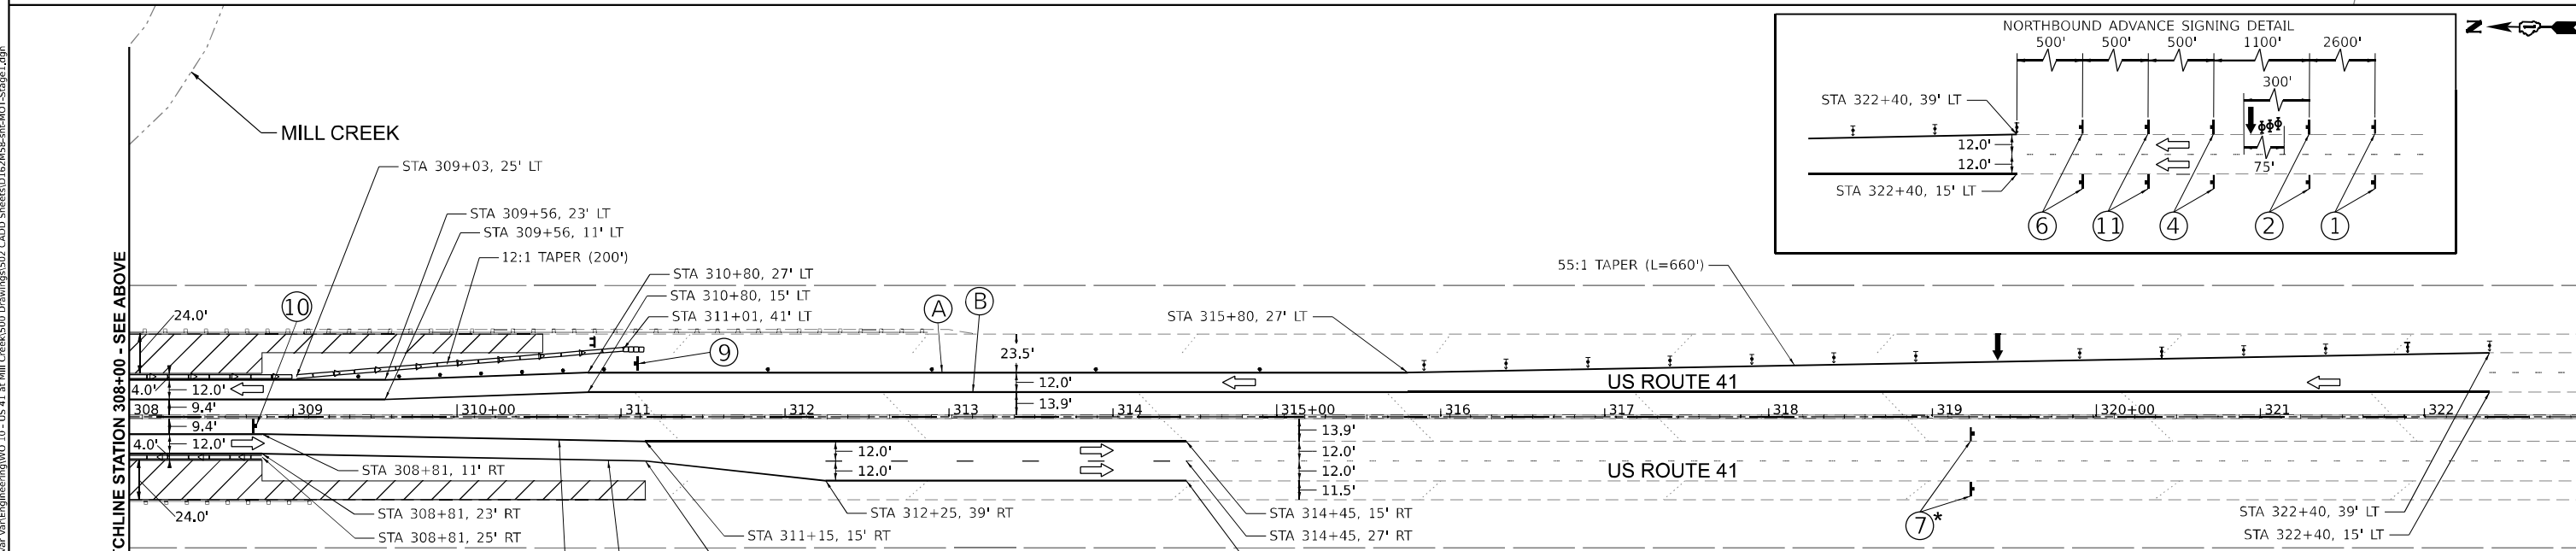 NORTHBOUND ADVANCE SIGNING DETAIL
500' 500' 500' 1100' 2600'
300'
STA 322+40, 39' LT
12.0'
12.0'
75'
STA 322+40, 15' LT
6 11 4 2 1
N
MILL CREEK
STA 309+03, 25' LT
STA 309+56, 23' LT
STA 309+56, 11' LT
12:1 TAPER (200')
STA 310+80, 27' LT
STA 310+80, 15' LT
STA 311+01, 41' LT
55:1 TAPER (L=660')
STA 315+80, 27' LT
10
A
B
9
24.0'
23.5'
4.0'
12.0'
12.0'
US ROUTE 41
9.4'
13.9'
308 309 310+00 311 312 313 314 315+00 316 317 318 319 320+00 321 322
9.4'
13.9'
4.0'
12.0'
12.0'
12.0'
12.0'
12.0'
US ROUTE 41
11.5'
24.0'
STA 308+81, 11' RT
STA 308+81, 23' RT
STA 308+81, 25' RT
STA 311+15, 15' RT
STA 312+25, 39' RT
STA 314+45, 15' RT
STA 314+45, 27' RT
7*
STA 322+40, 39' LT
STA 322+40, 15' LT
TCHLINE STATION 308+00 - SEE ABOVE